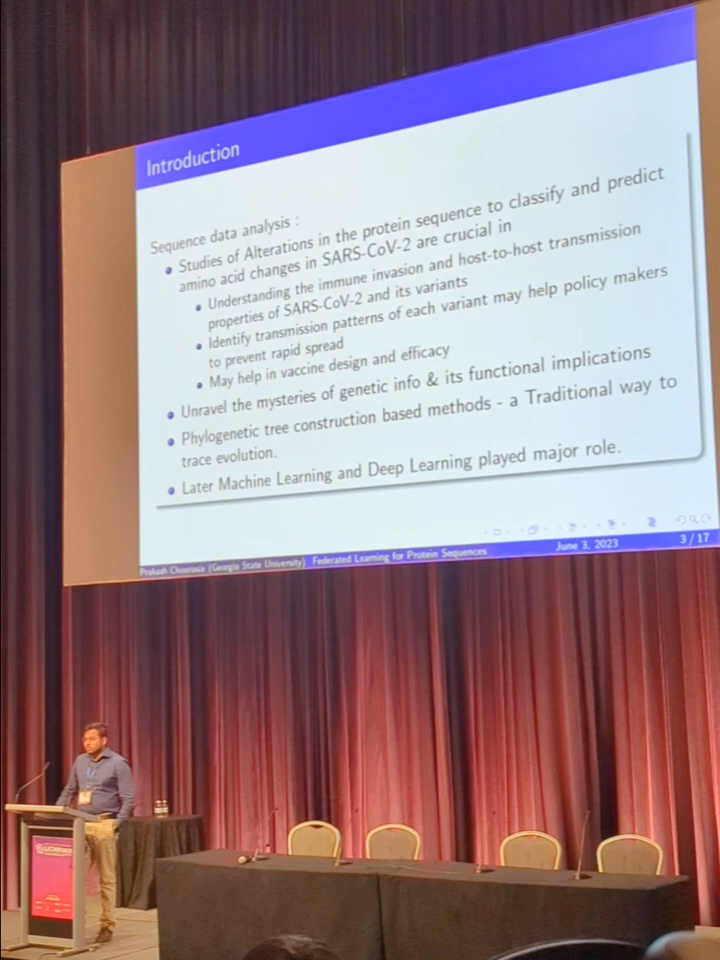 Introduction
Sequence data analysis :
Studies of Alterations in the protein sequence to classify and predict
amino acid changes in SARS-CoV-2 are crucial in
Understanding the immune invasion and host-to-host transmission
properties of SARS-CoV-2 and its variants
Identify transmission patterns of each variant may help policy makers
to prevent rapid spread
May help in vaccine design and efficacy
Unravel the mysteries of genetic info & its functional implications
Phylogenetic tree construction based methods - a Traditional way to
trace evolution.
Later Machine Learning and Deep Learning played major role.
Prakash Chourasia (Georgia State University) Federated Learning for Protein Sequences June 3, 2023 3 / 17